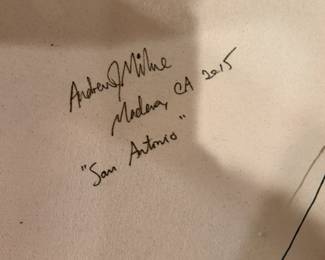 Andrew J Milne
Madera, CA 2015
"San Antonio"